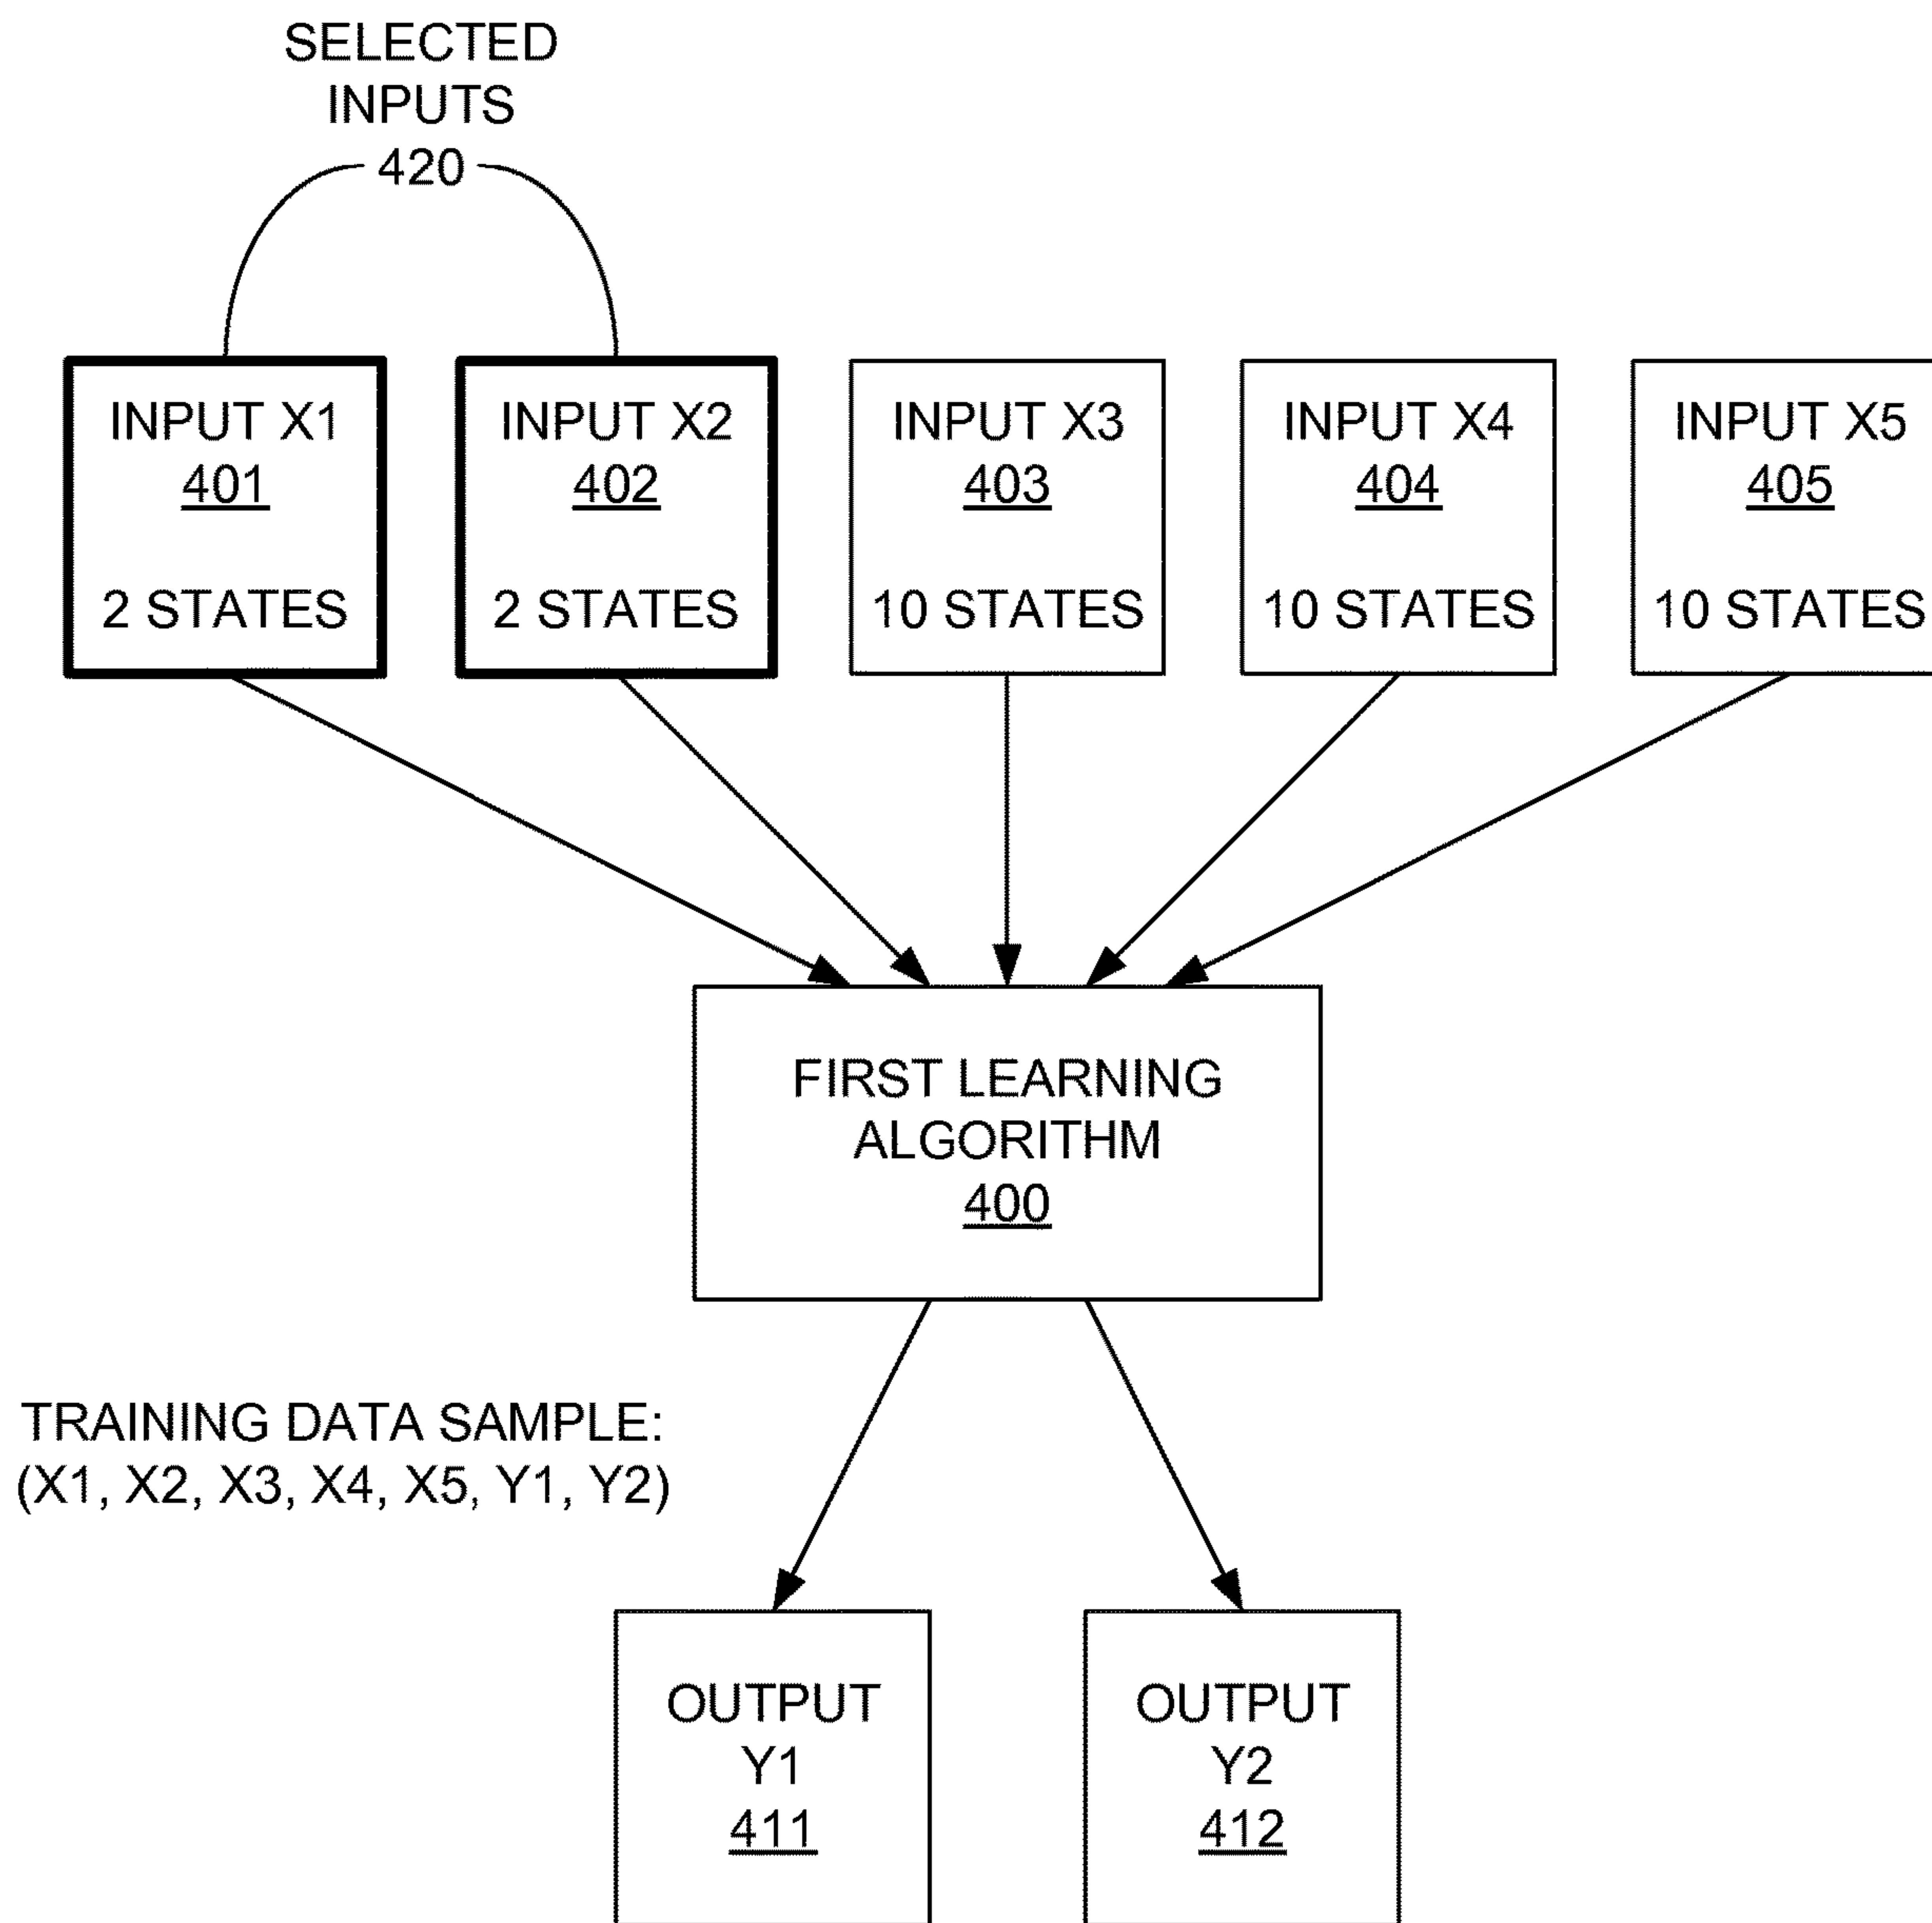 SELECTED
INPUTS
420
INPUT X1
401
2 STATES
INPUT X2
402
2 STATES
INPUT X3
403
10 STATES
INPUT X4
404
10 STATES
INPUT X5
405
10 STATES
FIRST LEARNING
ALGORITHM
400
TRAINING DATA SAMPLE:
(X1, X2, X3, X4, X5, Y1, Y2)
OUTPUT
Y1
411
OUTPUT
Y2
412